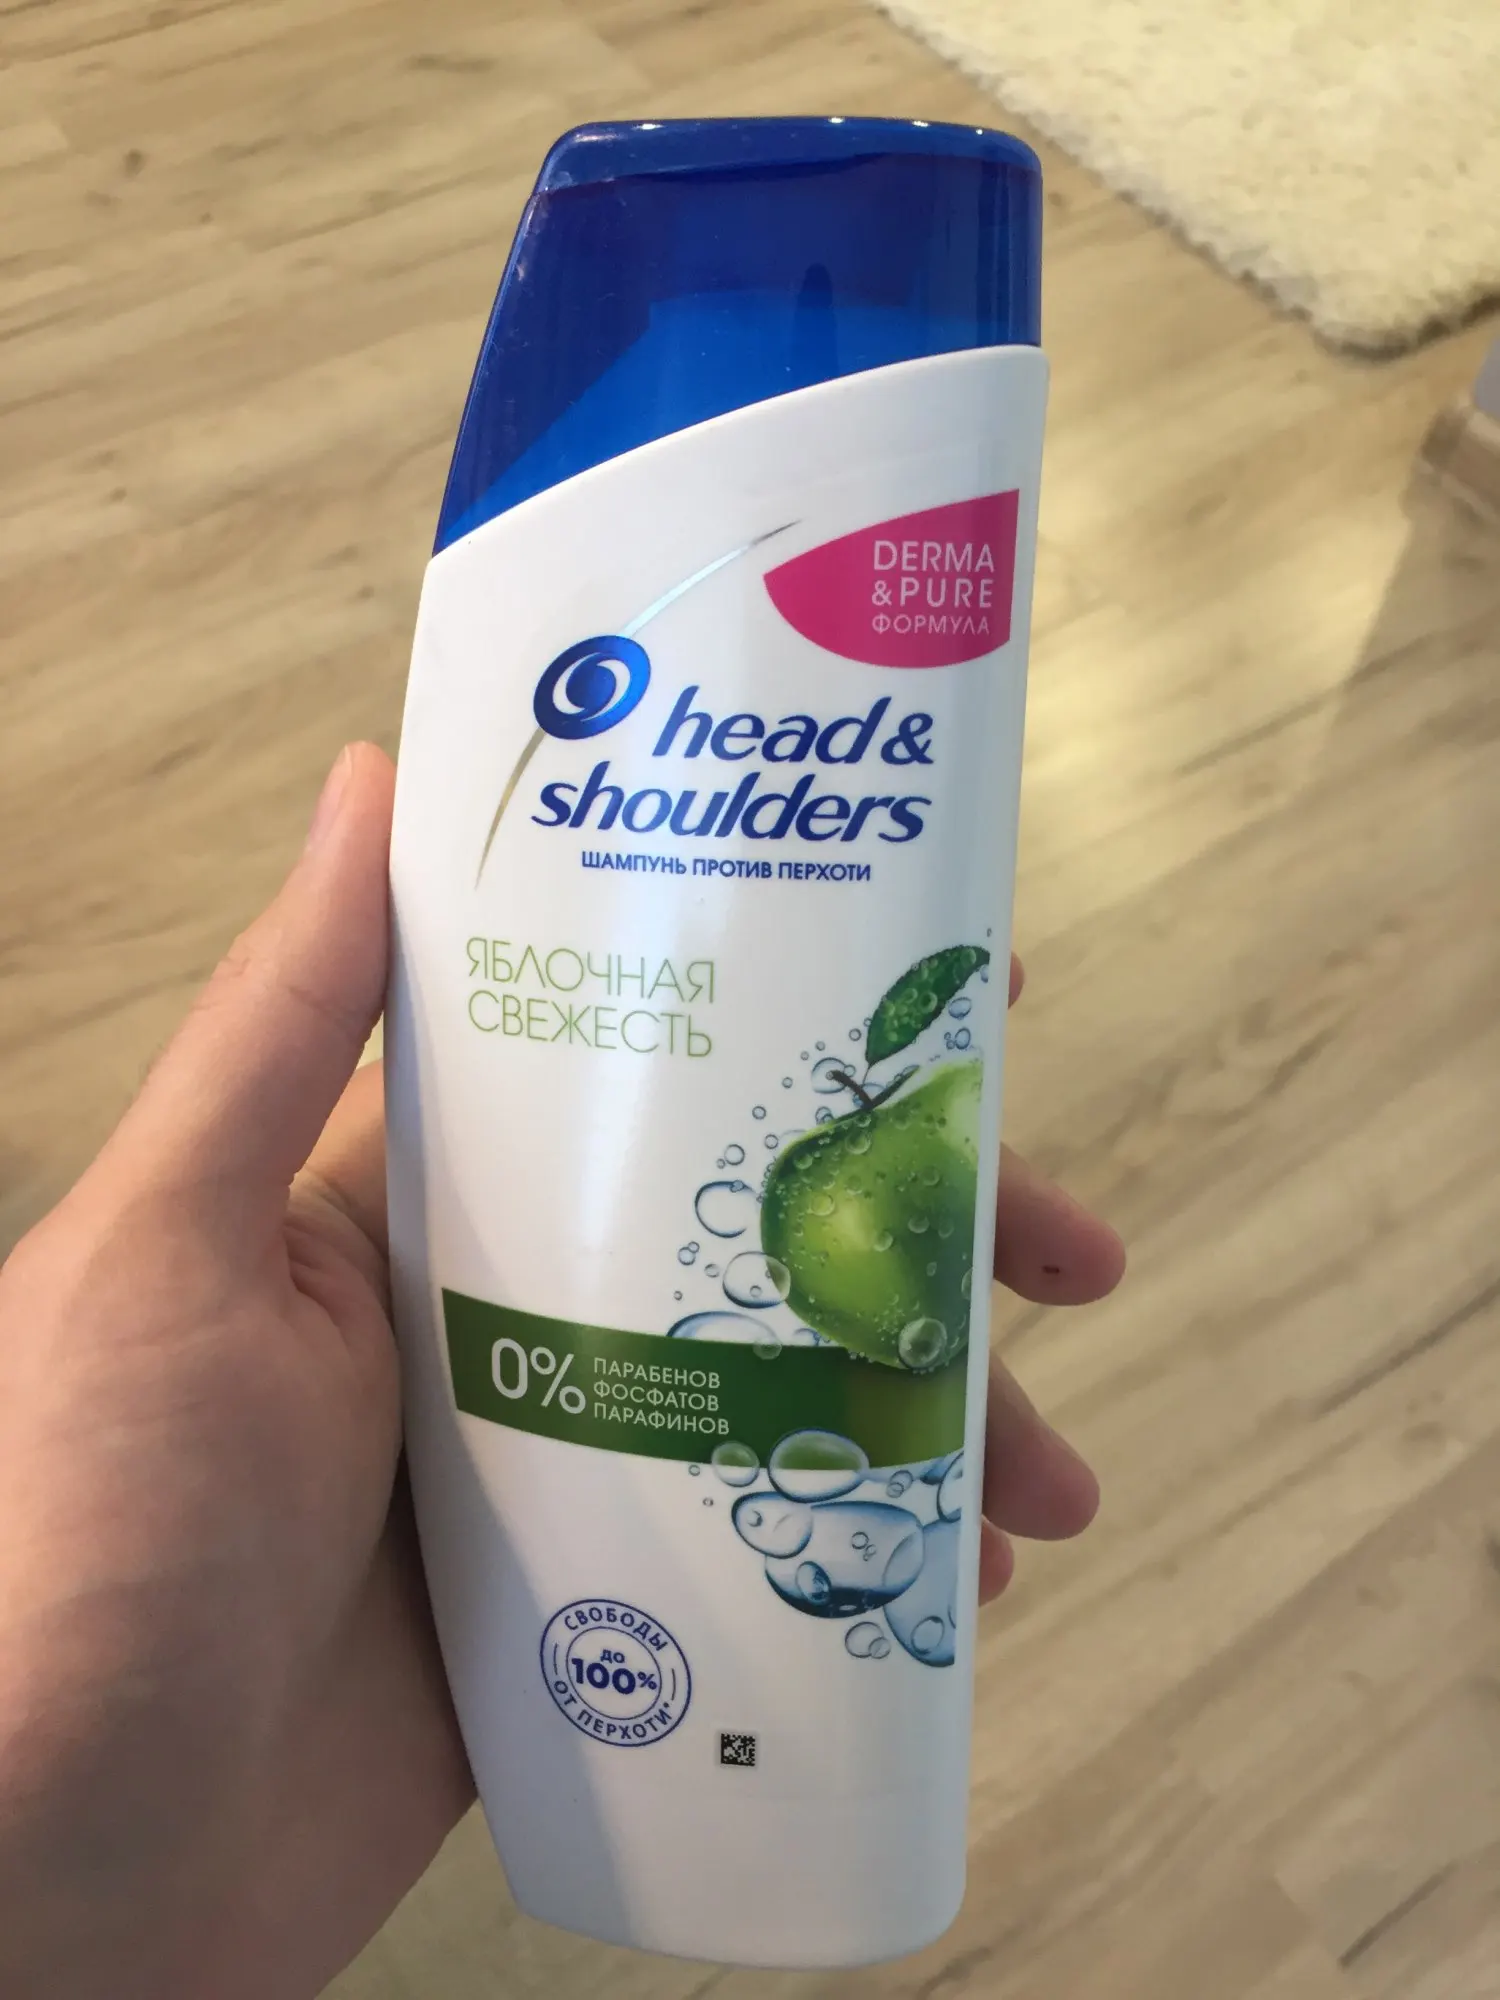 DERMA
&PURE
ФОРМУЛА
head&
shoulders
ШАМПУНЬ ПРОТИВ ПЕРХОТИ
ЯБЛОЧНАЯ
СВЕЖЕСТЬ
0% ПАРАБЕНОВ
ФОСФАТОВ
ПАРАФИНОВ
СВОБОДЫ
ДО
100%
ОТ ПЕРХОТИ*